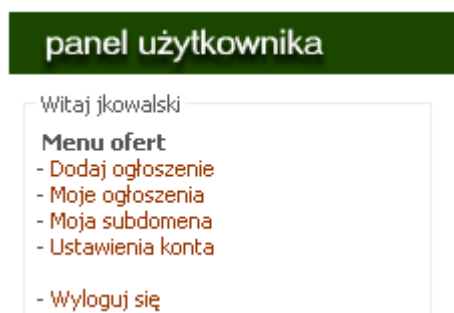 panel użytkownika
Witaj jkowalski
Menu ofert
- Dodaj ogłoszenie
- Moje ogłoszenia
- Moja subdomena
- Ustawienia konta
- Wyloguj się